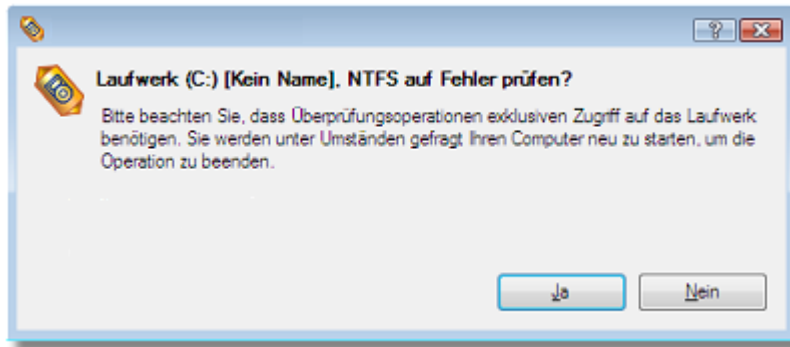 Laufwerk (C:) [Kein Name], NTFS auf Fehler prüfen?
Bitte beachten Sie, dass Überprüfungsoperationen exklusiven Zugriff auf das Laufwerk
benötigen. Sie werden unter Umständen gefragt Ihren Computer neu zu starten, um die
Operation zu beenden.
Ja
Nein